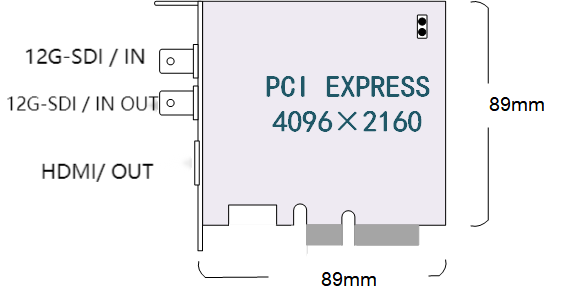 12G-SDI / IN
12G-SDI / IN OUT
HDMI/ OUT
PCI EXPRESS
4096×2160
89mm
89mm